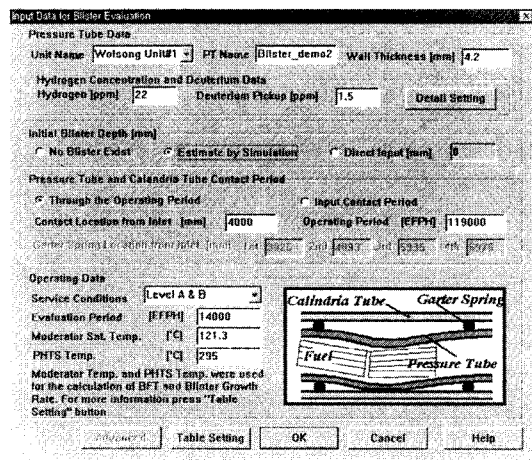 Input Data for Blister Evaluation
Pressure Tube Data
Unit Name Wolsong Unit#1 PT Name Blister_demo2 Wall Thickness [mm] 4.2
Hydrogen Concentration and Deuterium Data
Hydrogen [ppm] 22 Deuterium Pickup [ppm] 1.5 Detail Setting
Initial Blister Depth [mm]
No Blister Exist Estimate by Simulation Direct Input [mm] 0
Pressure Tube and Calandria Tube Contact Period
Through the Operating Period Input Contact Period
Contact Location from Inlet [mm] 4000 Operating Period [EFPH] 119000
Garter Spring Location from Inlet [mm] 1st 2nd 3rd 4th
Operating Data
Service Conditions Level A & B
Evaluation Period [EFPH] 14000
Moderator Sat. Temp. [°C] 121.3
PHTS Temp. [°C] 295
Moderator Temp. and PHTS Temp. were used
for the calculation of BFT and Blister Growth
Rate. For more information press "Table
Setting" button
Calindria Tube Garter Spring
Fuel Pressure Tube
Advanced Table Setting OK Cancel Help